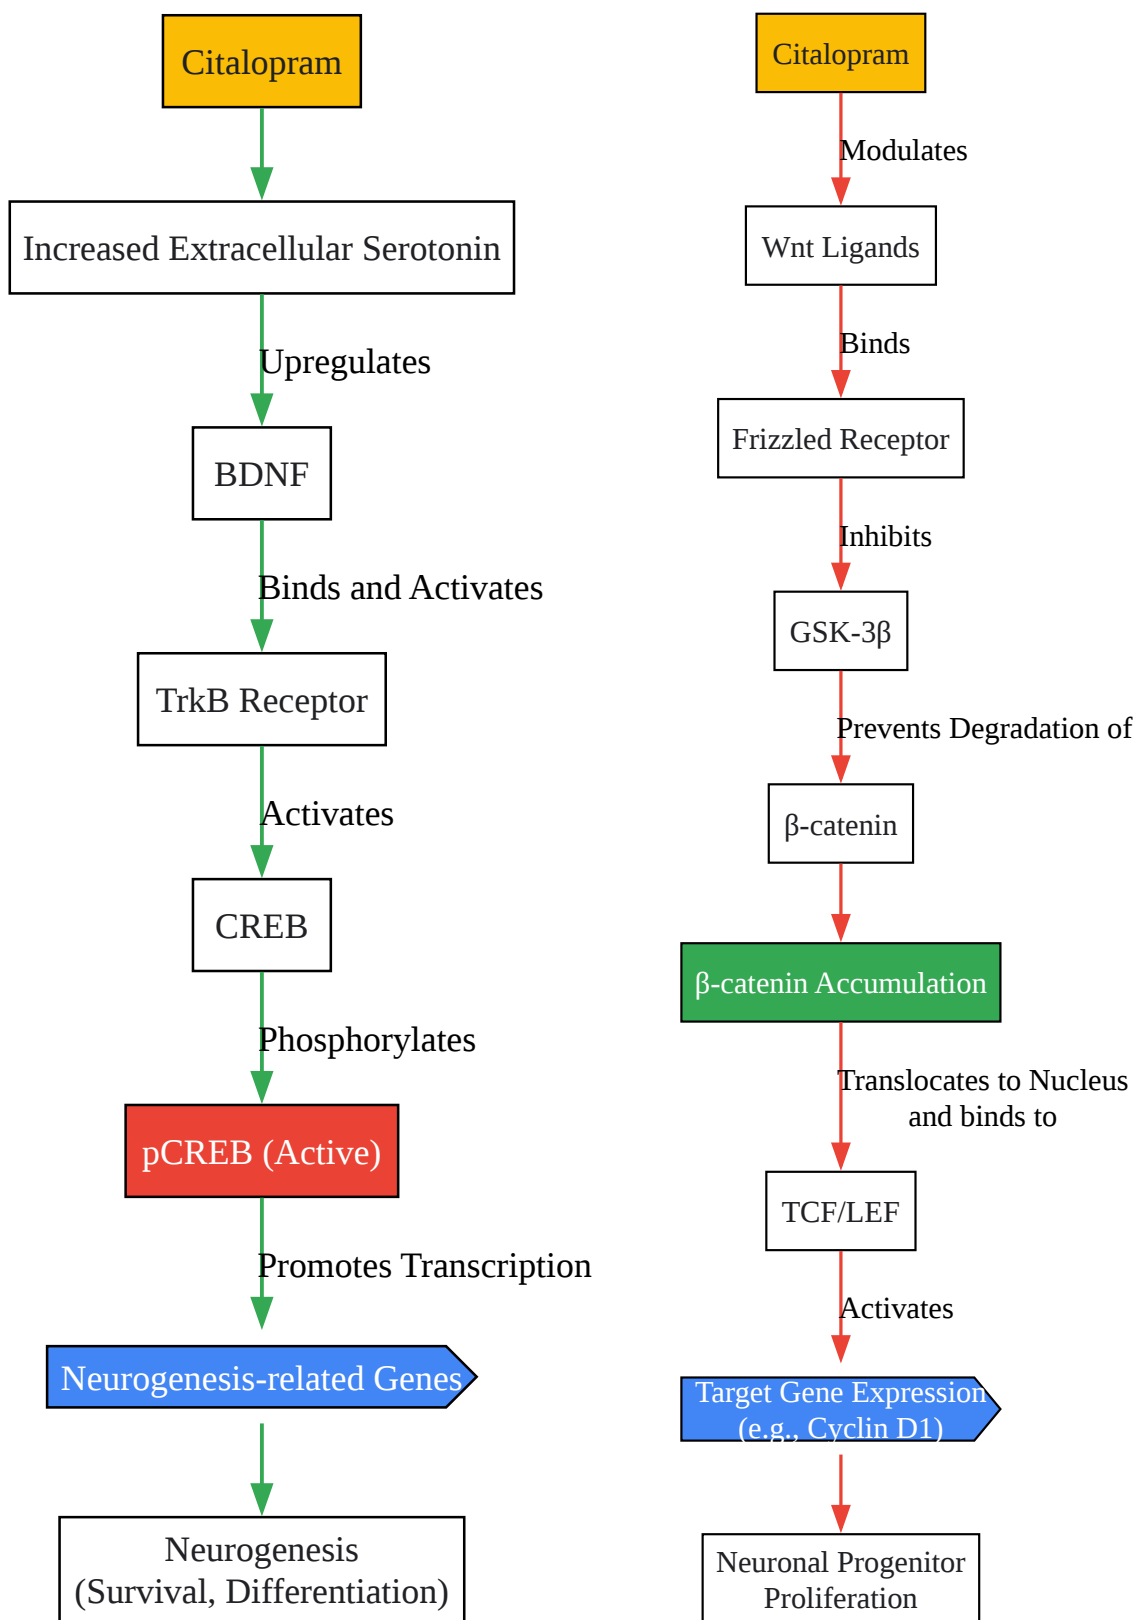 Citalopram
Increased Extracellular Serotonin
Upregulates
BDNF
Binds and Activates
TrkB Receptor
Activates
CREB
Phosphorylates
pCREB (Active)
Promotes Transcription
Neurogenesis-related Genes
Neurogenesis
(Survival, Differentiation)
Citalopram
Modulates
Wnt Ligands
Binds
Frizzled Receptor
Inhibits
GSK-3β
Prevents Degradation of
β-catenin
β-catenin Accumulation
Translocates to Nucleus
and binds to
TCF/LEF
Activates
Target Gene Expression
(e.g., Cyclin D1)
Neuronal Progenitor
Proliferation